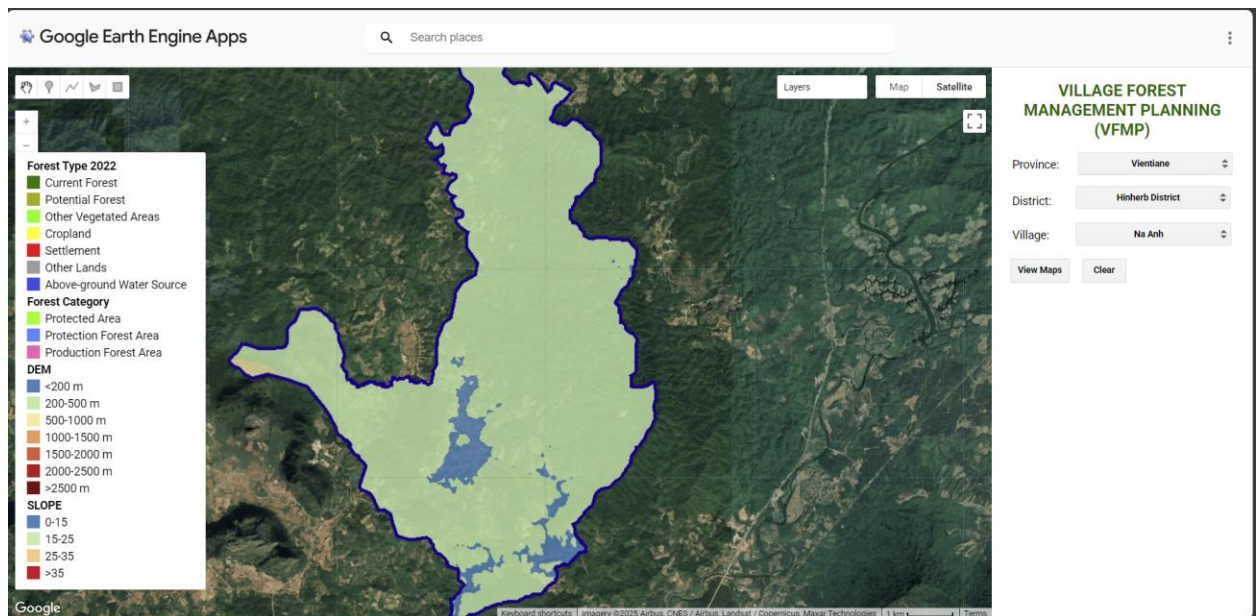 Google Earth Engine Apps
Search places
Layers
Map
Satellite
Forest Type 2022
Current Forest
Potential Forest
Other Vegetated Areas
Cropland
Settlement
Other Lands
Above-ground Water Source
Forest Category
Protected Area
Protection Forest Area
Production Forest Area
DEM
<200 m
200-500 m
500-1000 m
1000-1500 m
1500-2000 m
2000-2500 m
>2500 m
SLOPE
0-15
15-25
25-35
>35
Google
Keyboard shortcuts
Imagery ©2025 Airbus, CNES / Airbus, Landsat / Copernicus, Maxar Technologies
1 km
Terms
VILLAGE FOREST
MANAGEMENT PLANNING
(VFMP)
Province:
Vientiane
District:
Hinherb District
Village:
Na Anh
View Maps
Clear